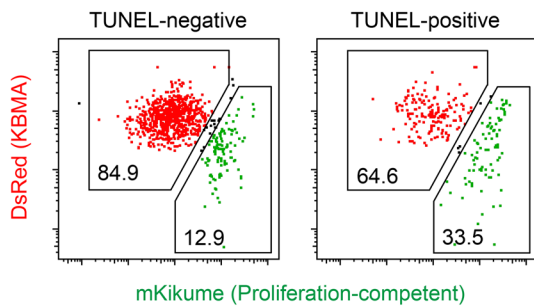 TUNEL-negative
TUNEL-positive
DsRed (KBMA)
84.9
12.9
64.6
33.5
mKikume (Proliferation-competent)